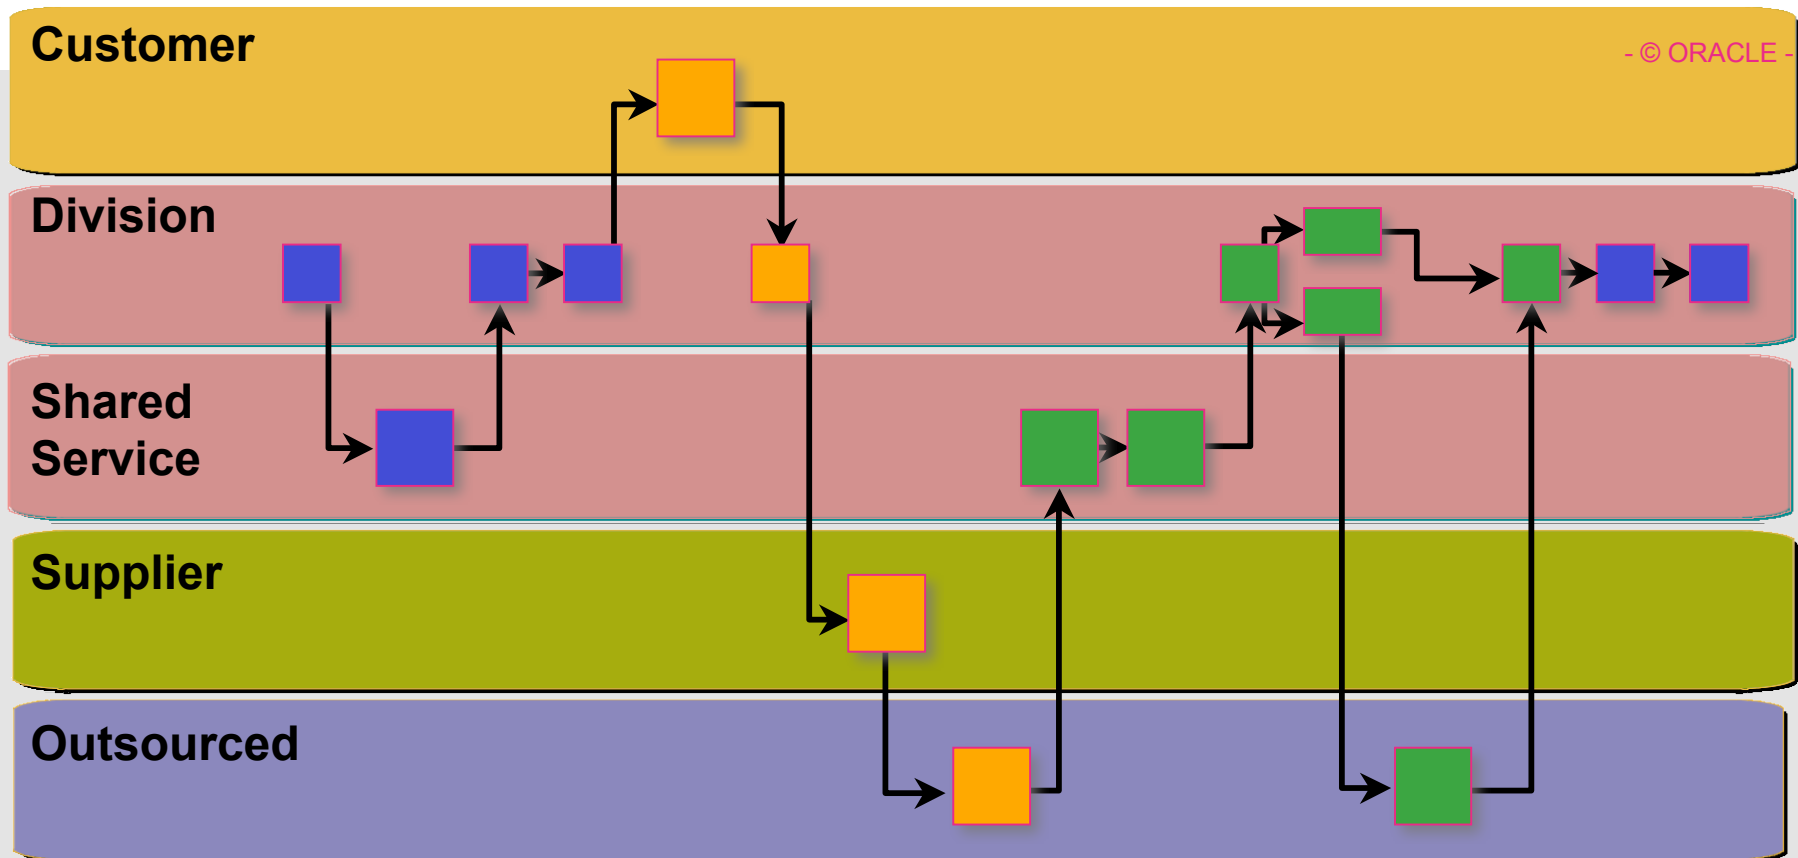 Customer
- © ORACLE -
Division
Shared
Service
Supplier
Outsourced